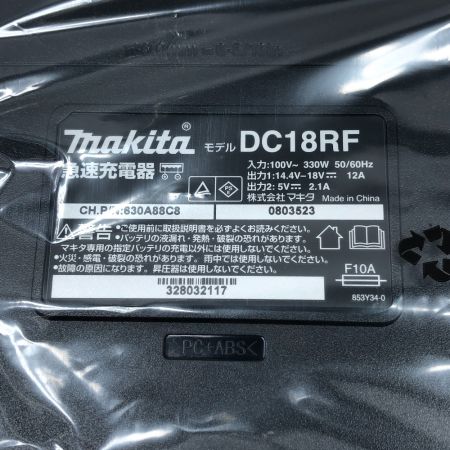 makita® モデル DC18RF
急速充電器
入力:100V~ 330W 50/60Hz
出力1:14.4V-18V⎓ 12A
出力2:5V⎓ 2.1A
株式会社 マキタ Made in China
CH.P/N:630A88C8 0803523
警告
●ご使用前に必ず取扱説明書をよくお読みください。
●バッテリの液漏れ・発熱・破裂の恐れがありますので、
マキタ専用の指定バッテリ以外には充電しないでください。
●火災・感電・破裂の恐れがあります。雨中では使用しないでください。
●故障の原因になります。昇圧器は使用しないでください。
F10A
328032117
853Y34-0
>PC+ABS<